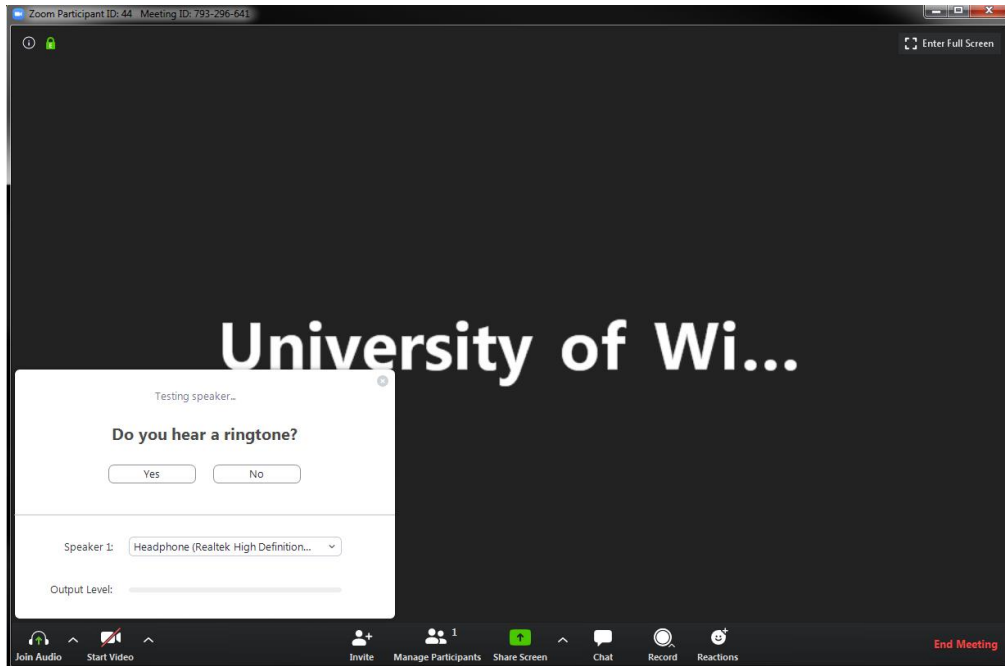 Zoom Participant ID: 44 Meeting ID: 793-296-641
Enter Full Screen
University of Wi...
Testing speaker...
Do you hear a ringtone?
Yes No
Speaker 1: Headphone (Realtek High Definition...
Output Level:
1
Join Audio Start Video Invite Manage Participants Share Screen Chat Record Reactions End Meeting